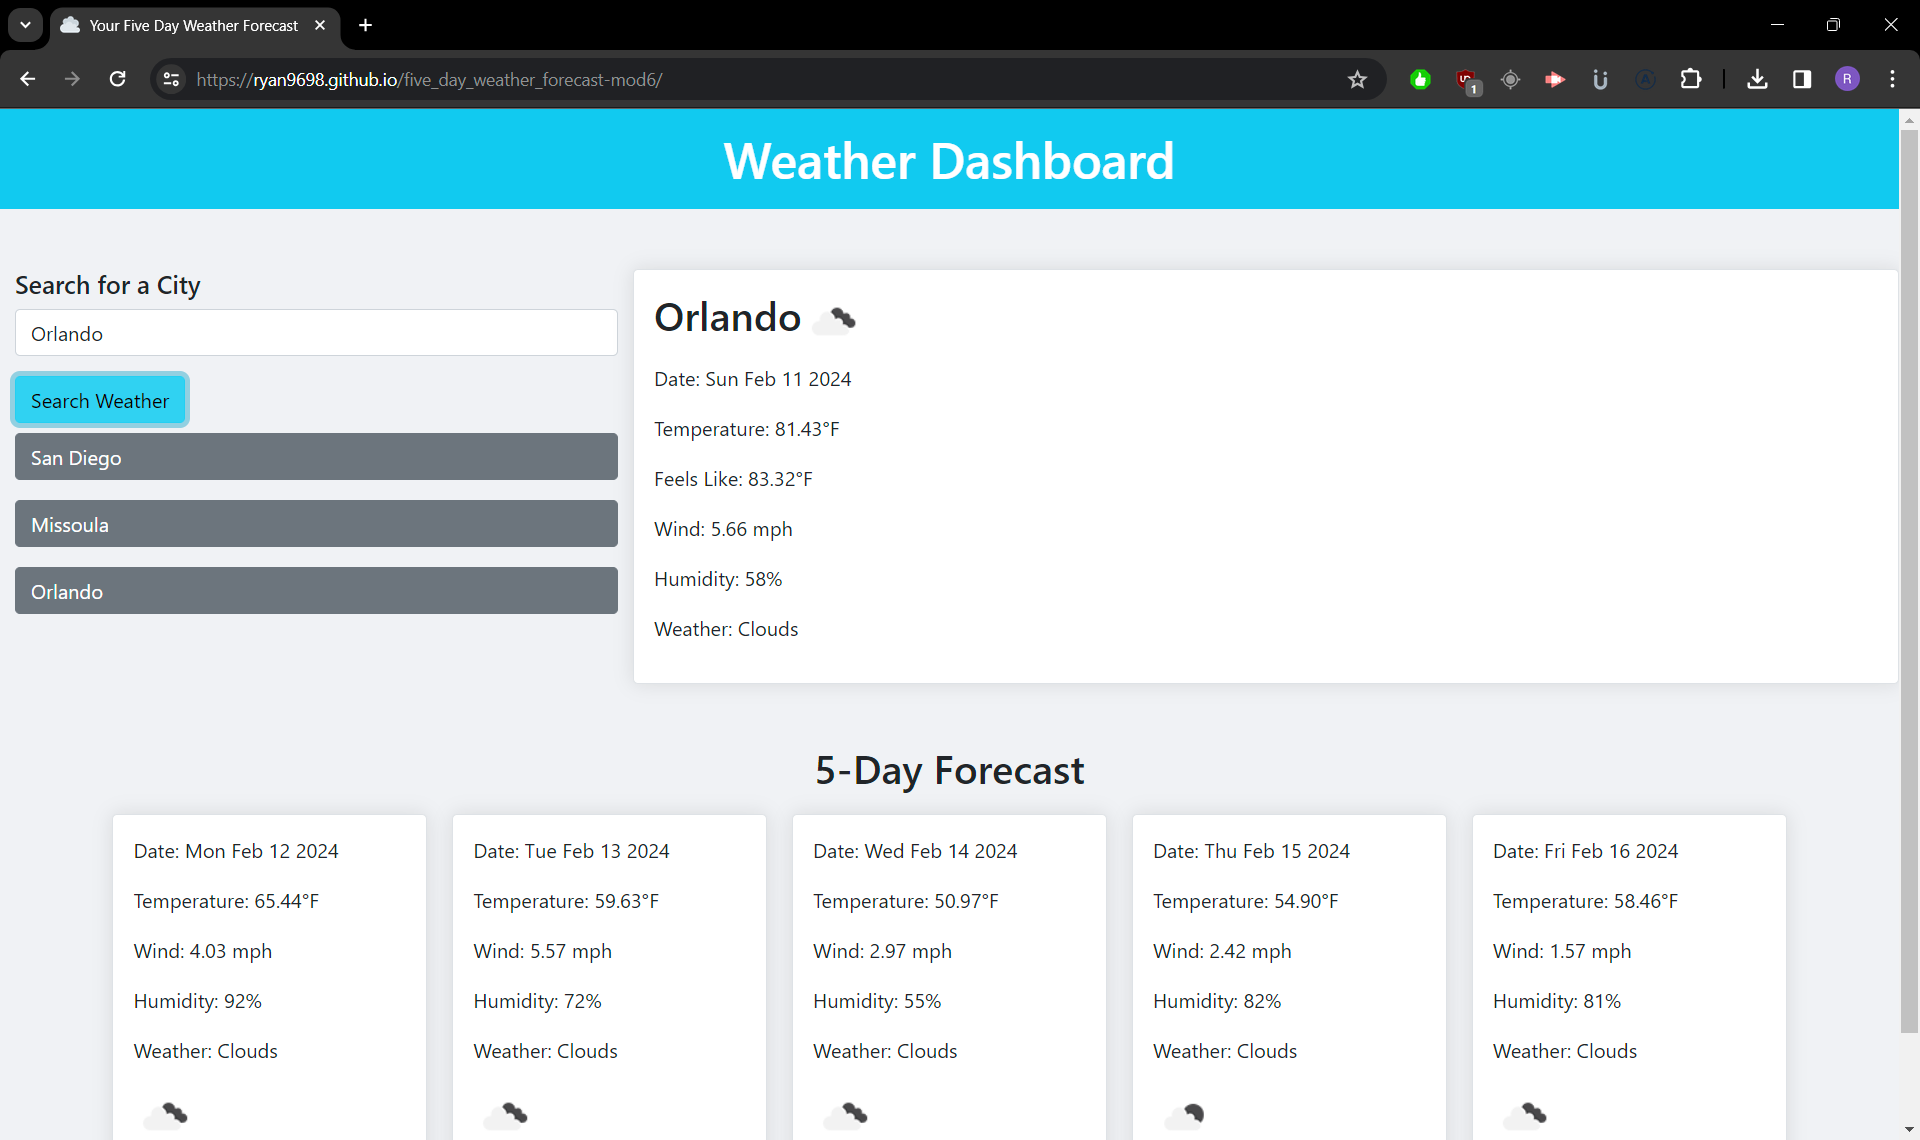 Your Five Day Weather Forecast
https://ryan9698.github.io/five_day_weather_forecast-mod6/
1
R
Weather Dashboard
Search for a City
Orlando
Search Weather
San Diego
Missoula
Orlando
Orlando
Date: Sun Feb 11 2024
Temperature: 81.43°F
Feels Like: 83.32°F
Wind: 5.66 mph
Humidity: 58%
Weather: Clouds
5-Day Forecast
Date: Mon Feb 12 2024
Temperature: 65.44°F
Wind: 4.03 mph
Humidity: 92%
Weather: Clouds
Date: Tue Feb 13 2024
Temperature: 59.63°F
Wind: 5.57 mph
Humidity: 72%
Weather: Clouds
Date: Wed Feb 14 2024
Temperature: 50.97°F
Wind: 2.97 mph
Humidity: 55%
Weather: Clouds
Date: Thu Feb 15 2024
Temperature: 54.90°F
Wind: 2.42 mph
Humidity: 82%
Weather: Clouds
Date: Fri Feb 16 2024
Temperature: 58.46°F
Wind: 1.57 mph
Humidity: 81%
Weather: Clouds